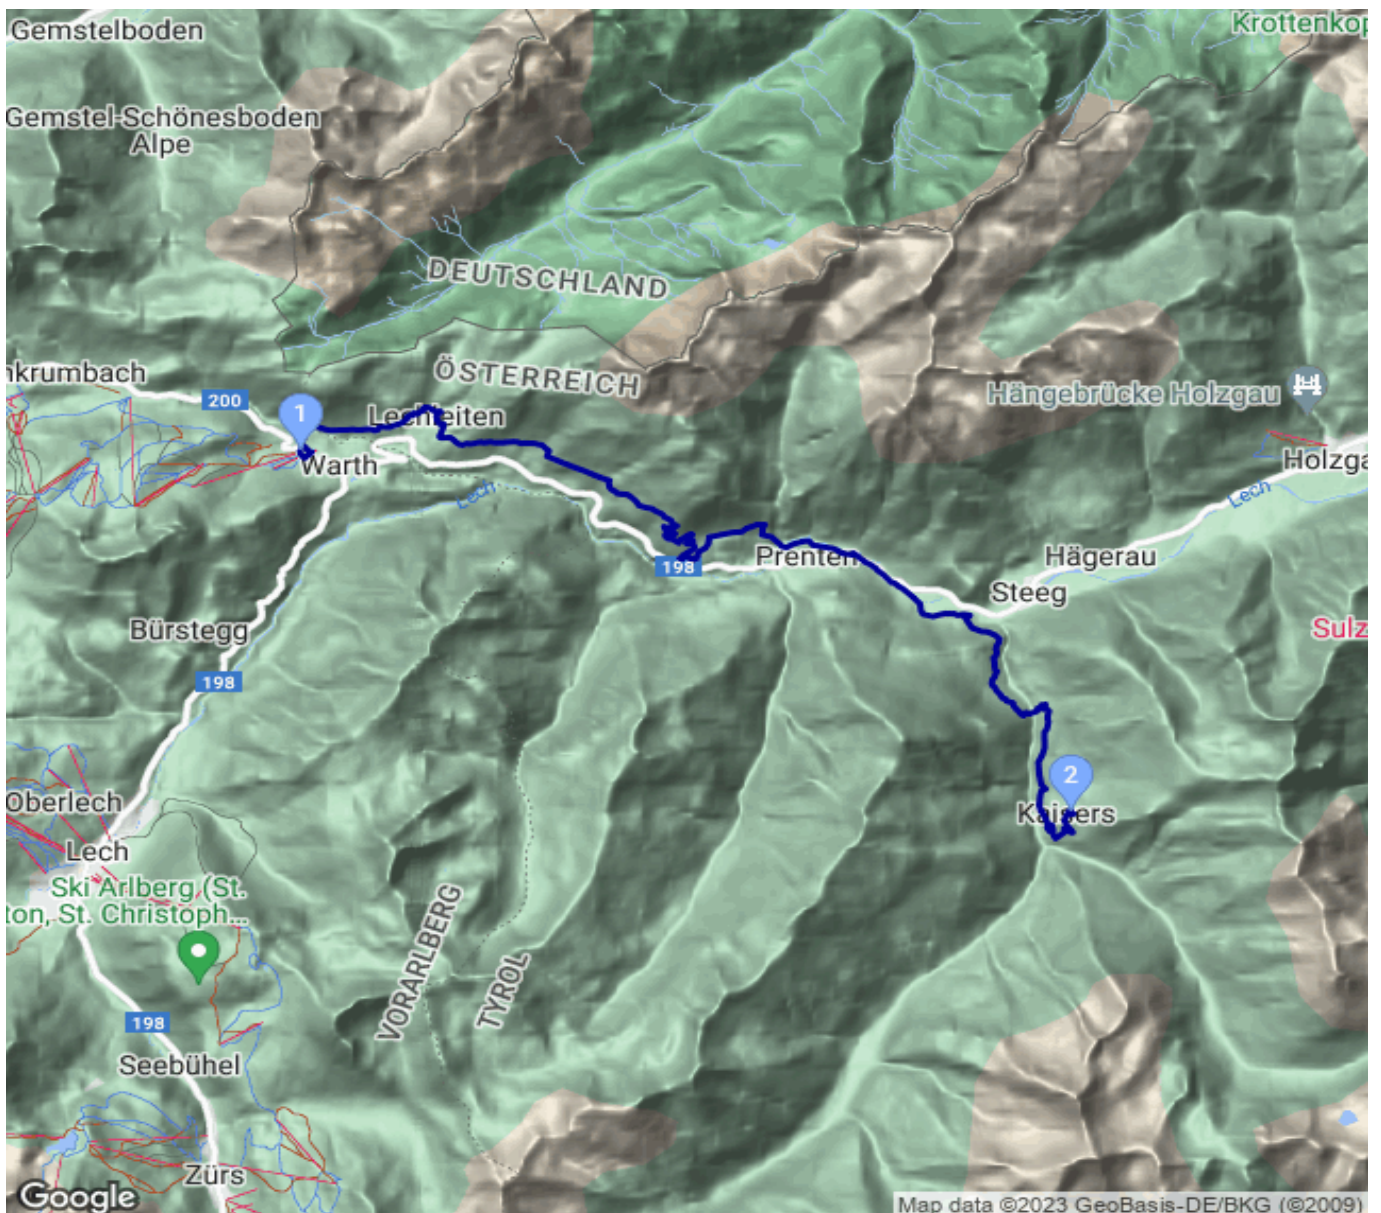 Gemstelboden
Krottenkop
Gemstel-Schönesboden
Alpe
DEUTSCHLAND
ÖSTERREICH
nkrumbach
200
1
Lechleiten
Hängebrücke Holzgau
Warth
Holzga
Lech
Lech
198
Prenten
Hägerau
Steeg
Bürstegg
Sulz
198
2
Oberlech
Kaisers
Lech
Ski Arlberg (St.
ton, St. Christoph...
VORARLBERG
TYROL
198
Seebühel
Zürs
Google
Map data ©2023 GeoBasis-DE/BKG (©2009)